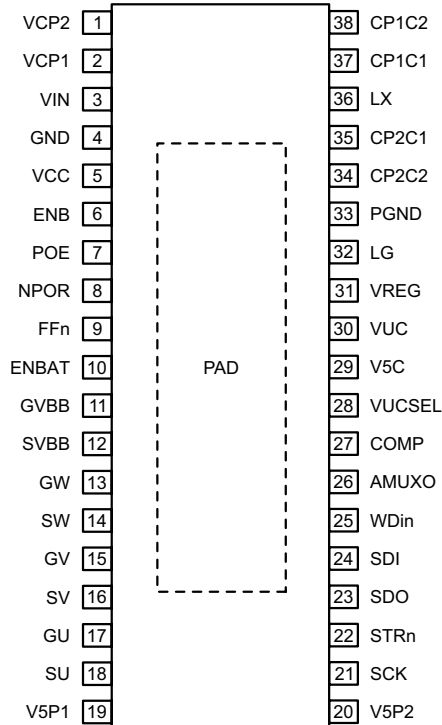 VCP2 1
VCP1 2
VIN 3
GND 4
VCC 5
ENB 6
POE 7
NPOR 8
FFn 9
ENBAT 10
GVBB 11
SVBB 12
GW 13
SW 14
GV 15
SV 16
GU 17
SU 18
V5P1 19
PAD
38 CP1C2
37 CP1C1
36 LX
35 CP2C1
34 CP2C2
33 PGND
32 LG
31 VREG
30 VUC
29 V5C
28 VUCSEL
27 COMP
26 AMUXO
25 WDin
24 SDI
23 SDO
22 STRn
21 SCK
20 V5P2